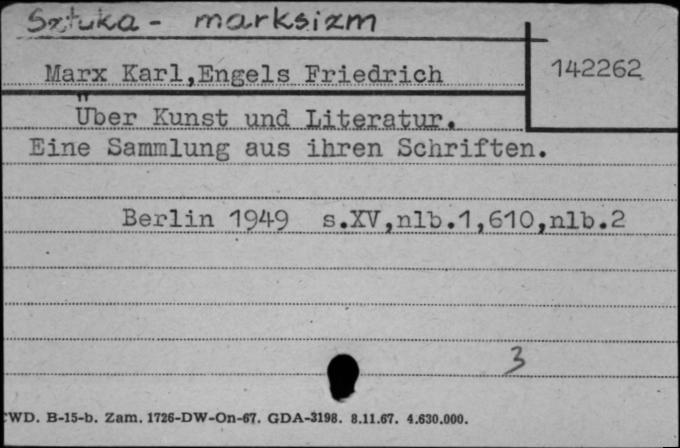 Sztuka - marksizm
142262
Marx Karl,Engels Friedrich
Über Kunst und Literatur.
Eine Sammlung aus ihren Schriften.
Berlin 1949 s.XV,nlb.1,610,nlb.2
3
WD. B-15-b. Zam. 1726-DW-On-67. GDA-3198. 8.11.67. 4.630.000.